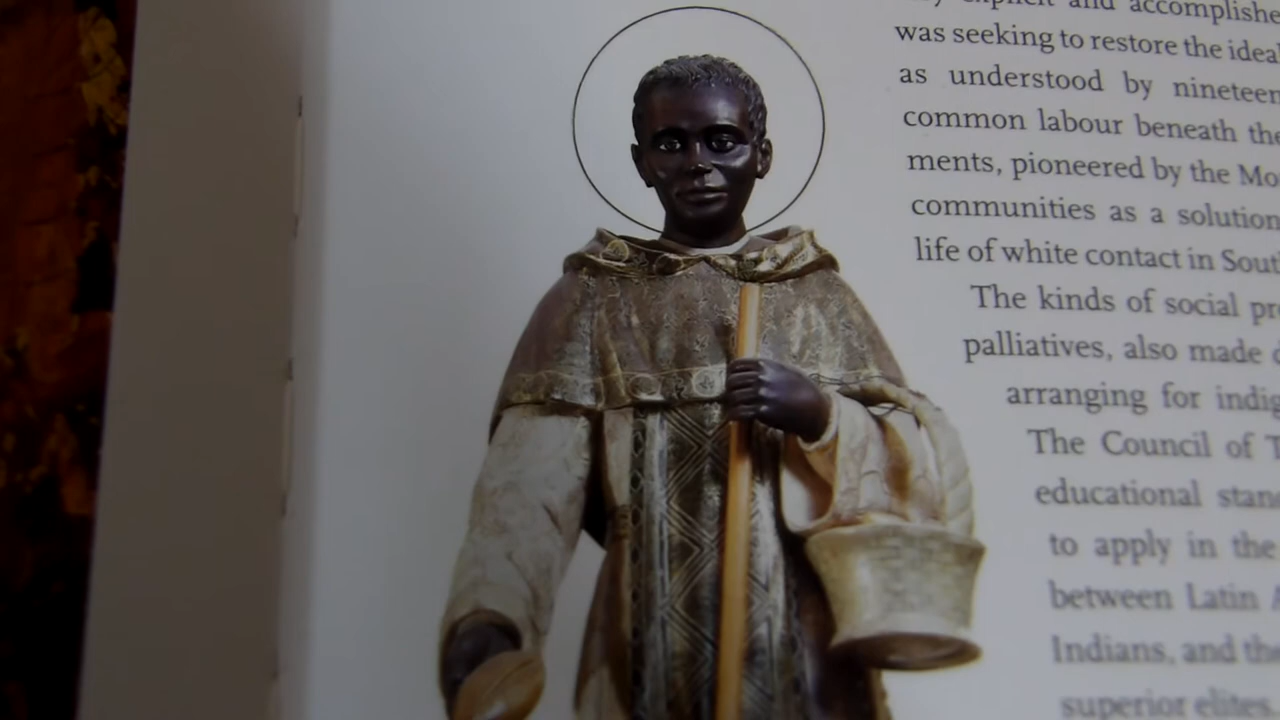 and accomplishe
was seeking to restore the ideal
as understood by nineteen
common labour beneath the
ments, pioneered by the Mo
communities as a solution
life of white contact in Sout
The kinds of social pr
palliatives, also made
arranging for indig
The Council of T
educational stan
to apply in the
between Latin
Indians, and the
superior elites.